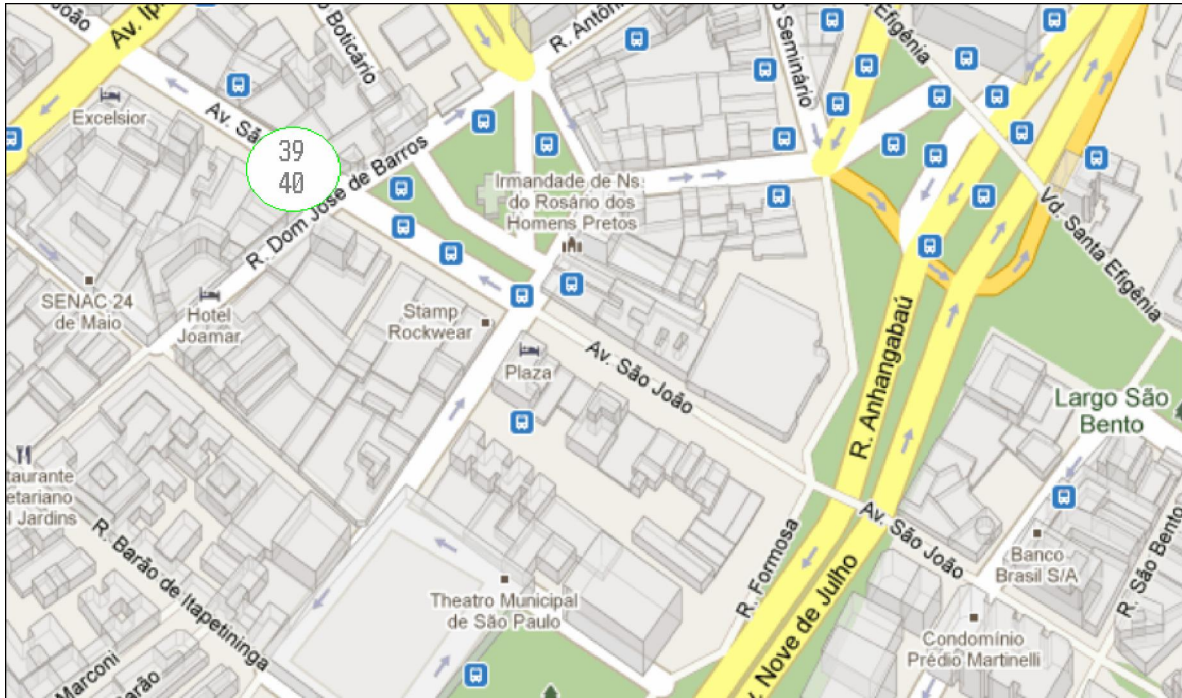 João
Av. Ip
Boticário
R. Antôni
o Seminário
Efigênia
Excelsior
Av. Sã
39
40
R. Dom José de Barros
Irmandade de Ns.
do Rosário dos
Homens Pretos
Vd. Santa Efigênia
SENAC 24
de Maio
Hotel
Joamar
Stamp
Rockwear
Plaza
Av. São João
R. Anhangabaú
Largo São
Bento
taurante
etariano
l Jardins
R. Barão de Itapetininga
R. Formosa
Av. São João
Banco
Brasil S/A
R. São Bento
Theatro Municipal
de São Paulo
Nove de Julho
Condomínio
Prédio Martinelli
Marconi
Barão